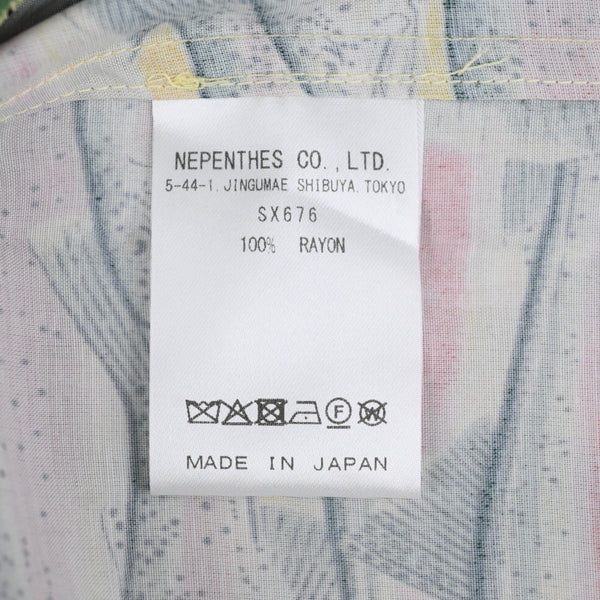 NEPENTHES CO.,LTD.
5-44-1, JINGUMAE SHIBUYA, TOKYO
SX676
100% RAYON
F W
MADE IN JAPAN